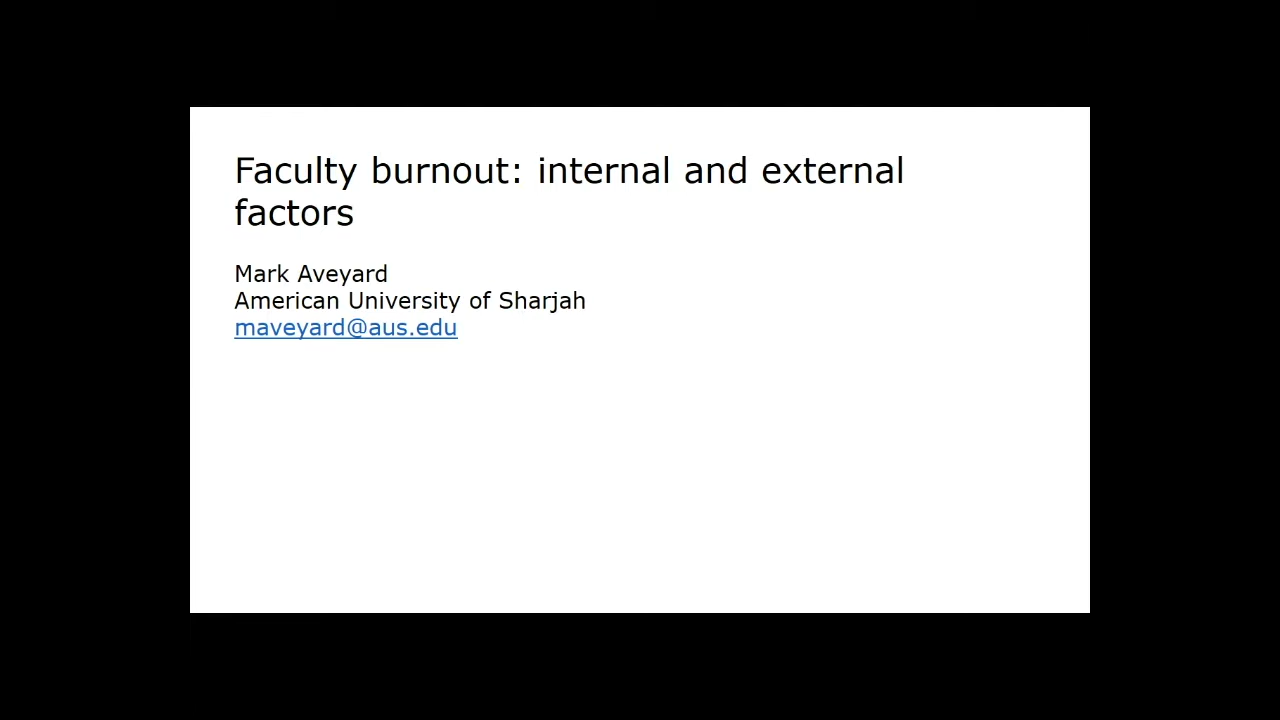 Faculty burnout: internal and external
factors
Mark Aveyard
American University of Sharjah
maveyard@aus.edu